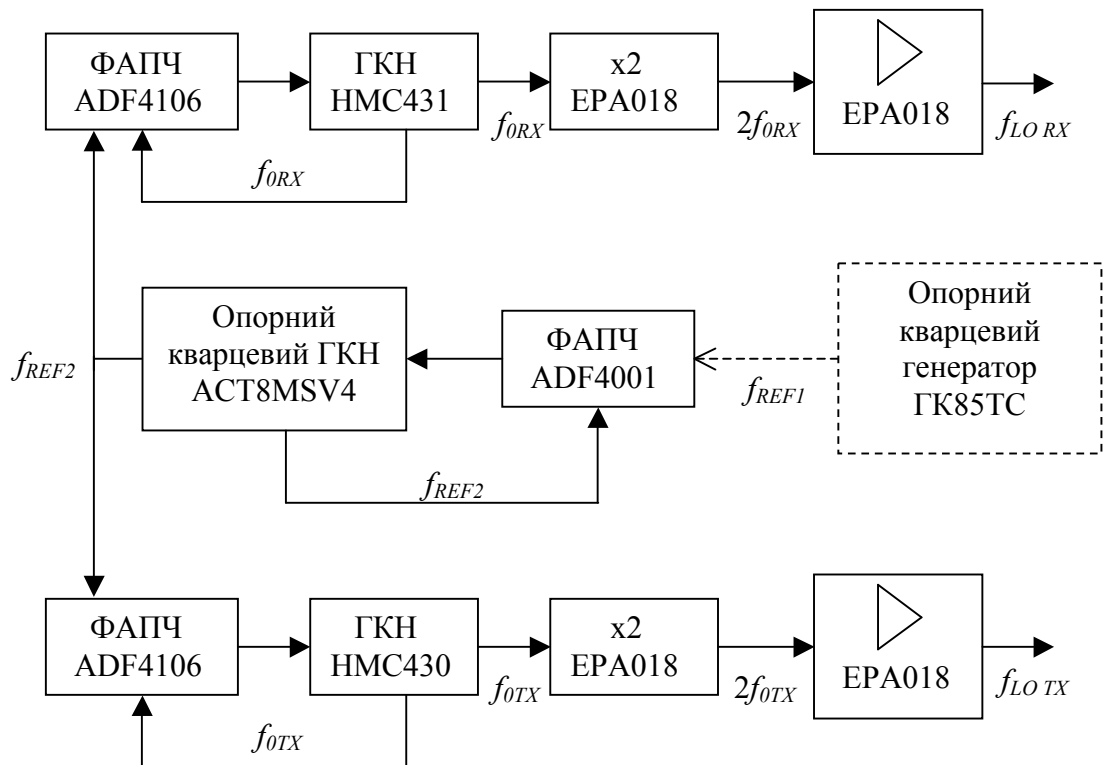 ФАПЧ
ADF4106
ГКН
HMC431
x2
EPA018
EPA018
f0RX
2f0RX
fLO RX
f0RX
Опорний
кварцевий ГКН
ACT8MSV4
ФАПЧ
ADF4001
Опорний
кварцевий
генератор
ГК85ТС
fREF2
fREF1
fREF2
ФАПЧ
ADF4106
ГКН
HMC430
x2
EPA018
EPA018
f0TX
2f0TX
fLO TX
f0TX